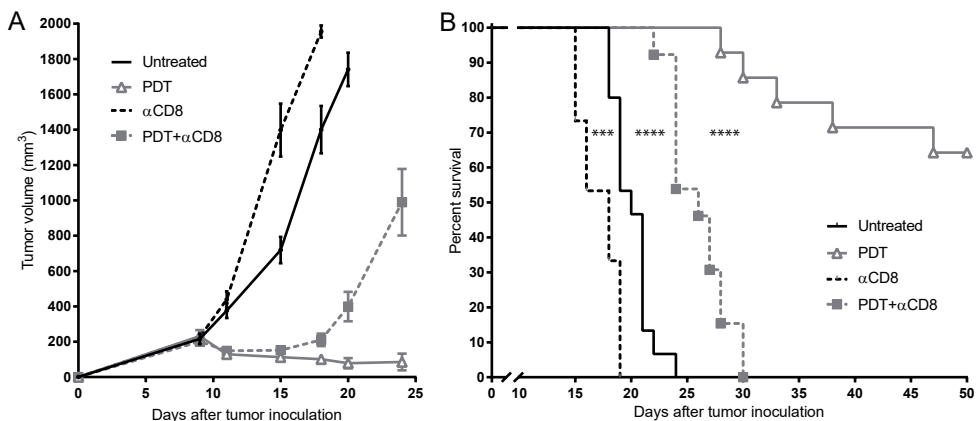 A
Tumor volume (mm³)
2000
1800
1600
1400
1200
1000
800
600
400
200
0
0 5 10 15 20 25
Days after tumor inoculation
Untreated
PDT
αCD8
PDT+αCD8
B
Percent survival
100
90
80
70
60
50
40
30
20
10
0
0 10 15 20 25 30 35 40 45 50
Days after tumor inoculation
*** **** ****
Untreated
PDT
αCD8
PDT+αCD8